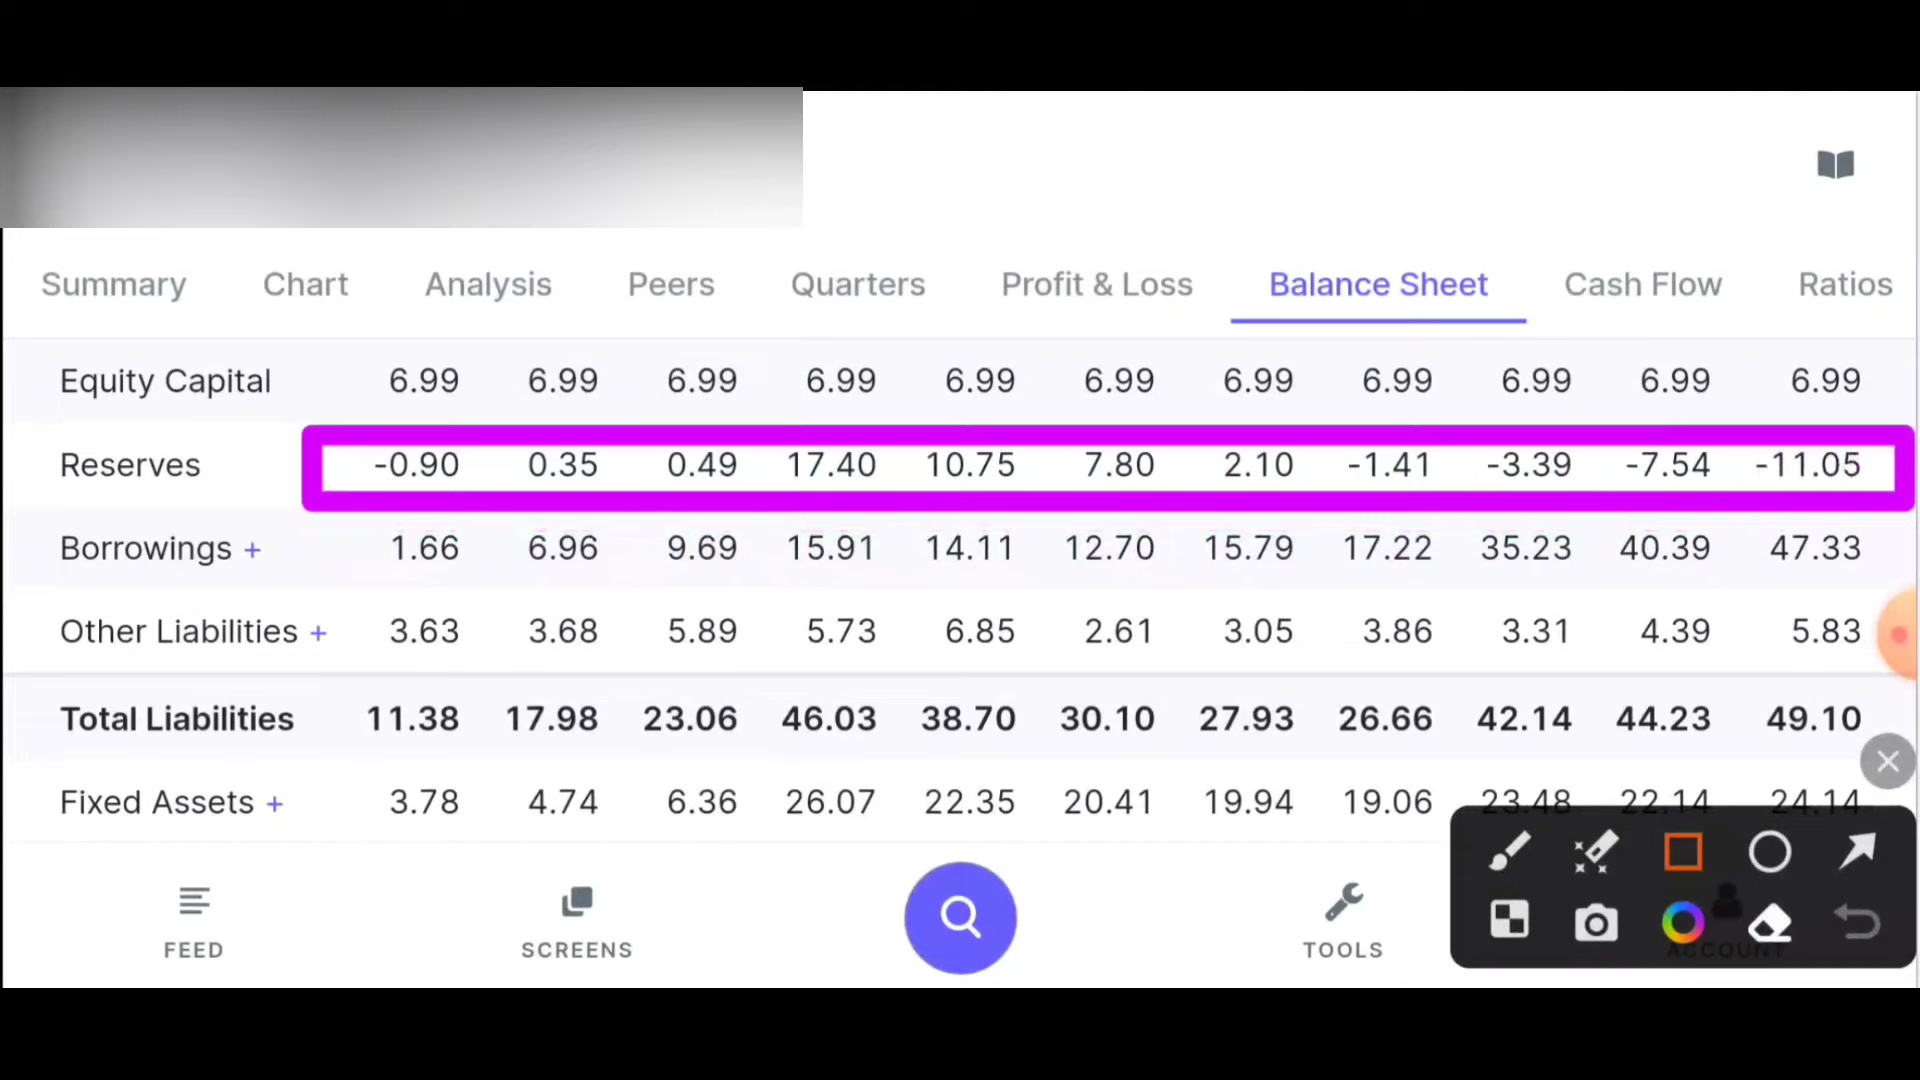 Summary Chart Analysis Peers Quarters Profit & Loss Balance Sheet Cash Flow Ratios
Equity Capital 6.99 6.99 6.99 6.99 6.99 6.99 6.99 6.99 6.99 6.99 6.99
Reserves -0.90 0.35 0.49 17.40 10.75 7.80 2.10 -1.41 -3.39 -7.54 -11.05
Borrowings + 1.66 6.96 9.69 15.91 14.11 12.70 15.79 17.22 35.23 40.39 47.33
Other Liabilities + 3.63 3.68 5.89 5.73 6.85 2.61 3.05 3.86 3.31 4.39 5.83
Total Liabilities 11.38 17.98 23.06 46.03 38.70 30.10 27.93 26.66 42.14 44.23 49.10
Fixed Assets + 3.78 4.74 6.36 26.07 22.35 20.41 19.94 19.06 23.48 22.14 24.14
FEED SCREENS TOOLS ACCOUNT